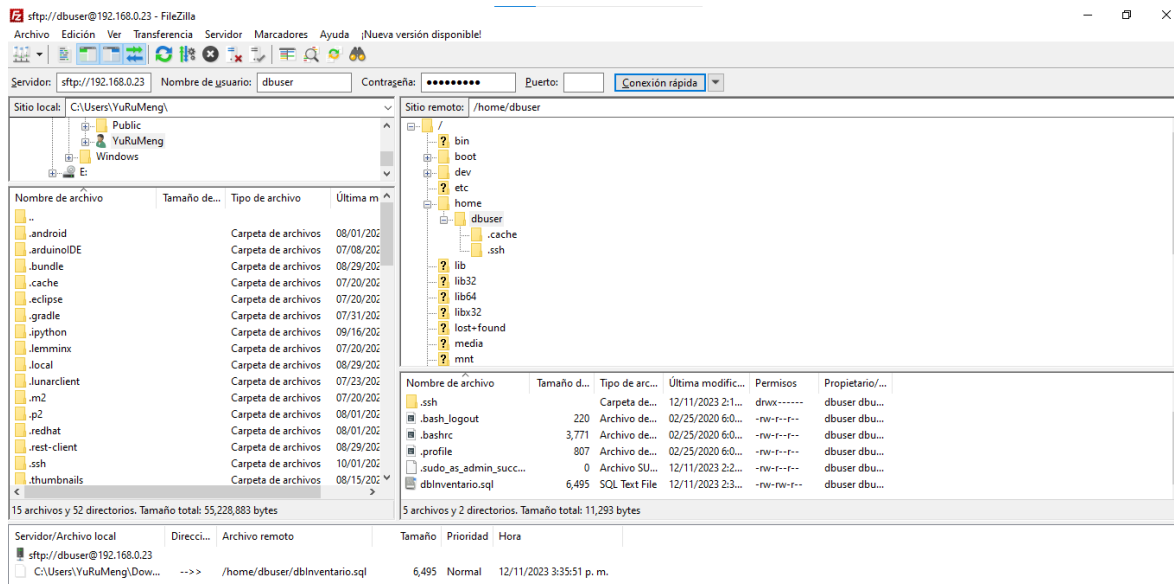 sftp://dbuser@192.168.0.23 - FileZilla
Archivo Edición Ver Transferencia Servidor Marcadores Ayuda ¡Nueva versión disponible!
Servidor: sftp://192.168.0.23 Nombre de usuario: dbuser Contraseña: ●●●●●●●●● Puerto: Conexión rápida
Sitio local: C:\Users\YuRuMeng\
Public
YuRuMeng
Windows
E:
Nombre de archivo Tamaño de... Tipo de archivo Última m
..
.android Carpeta de archivos 08/01/202
.arduinoIDE Carpeta de archivos 07/08/202
.bundle Carpeta de archivos 08/29/202
.cache Carpeta de archivos 07/20/202
.eclipse Carpeta de archivos 07/20/202
.gradle Carpeta de archivos 07/31/202
.ipython Carpeta de archivos 09/16/202
.lemminx Carpeta de archivos 07/20/202
.local Carpeta de archivos 08/29/202
.lunarclient Carpeta de archivos 07/23/202
.m2 Carpeta de archivos 07/20/202
.p2 Carpeta de archivos 08/01/202
.redhat Carpeta de archivos 08/01/202
.rest-client Carpeta de archivos 08/29/202
.ssh Carpeta de archivos 10/01/202
.thumbnails Carpeta de archivos 08/15/202
15 archivos y 52 directorios. Tamaño total: 55,228,883 bytes
Sitio remoto: /home/dbuser
/
bin
boot
dev
etc
home
dbuser
.cache
.ssh
lib
lib32
lib64
libx32
lost+found
media
mnt
Nombre de archivo Tamaño d... Tipo de arc... Última modific... Permisos Propietario/...
.ssh Carpeta de... 12/11/2023 2:1... drwx------ dbuser dbu...
.bash_logout 220 Archivo de... 02/25/2020 6:0... -rw-r--r-- dbuser dbu...
.bashrc 3,771 Archivo de... 02/25/2020 6:0... -rw-r--r-- dbuser dbu...
.profile 807 Archivo de... 02/25/2020 6:0... -rw-r--r-- dbuser dbu...
.sudo_as_admin_succ... 0 Archivo SU... 12/11/2023 2:2... -rw-r--r-- dbuser dbu...
dbInventario.sql 6,495 SQL Text File 12/11/2023 2:3... -rw-rw-r-- dbuser dbu...
5 archivos y 2 directorios. Tamaño total: 11,293 bytes
Servidor/Archivo local Direcci... Archivo remoto Tamaño Prioridad Hora
sftp://dbuser@192.168.0.23
C:\Users\YuRuMeng\Dow... -->> /home/dbuser/dbInventario.sql 6,495 Normal 12/11/2023 3:35:51 p. m.